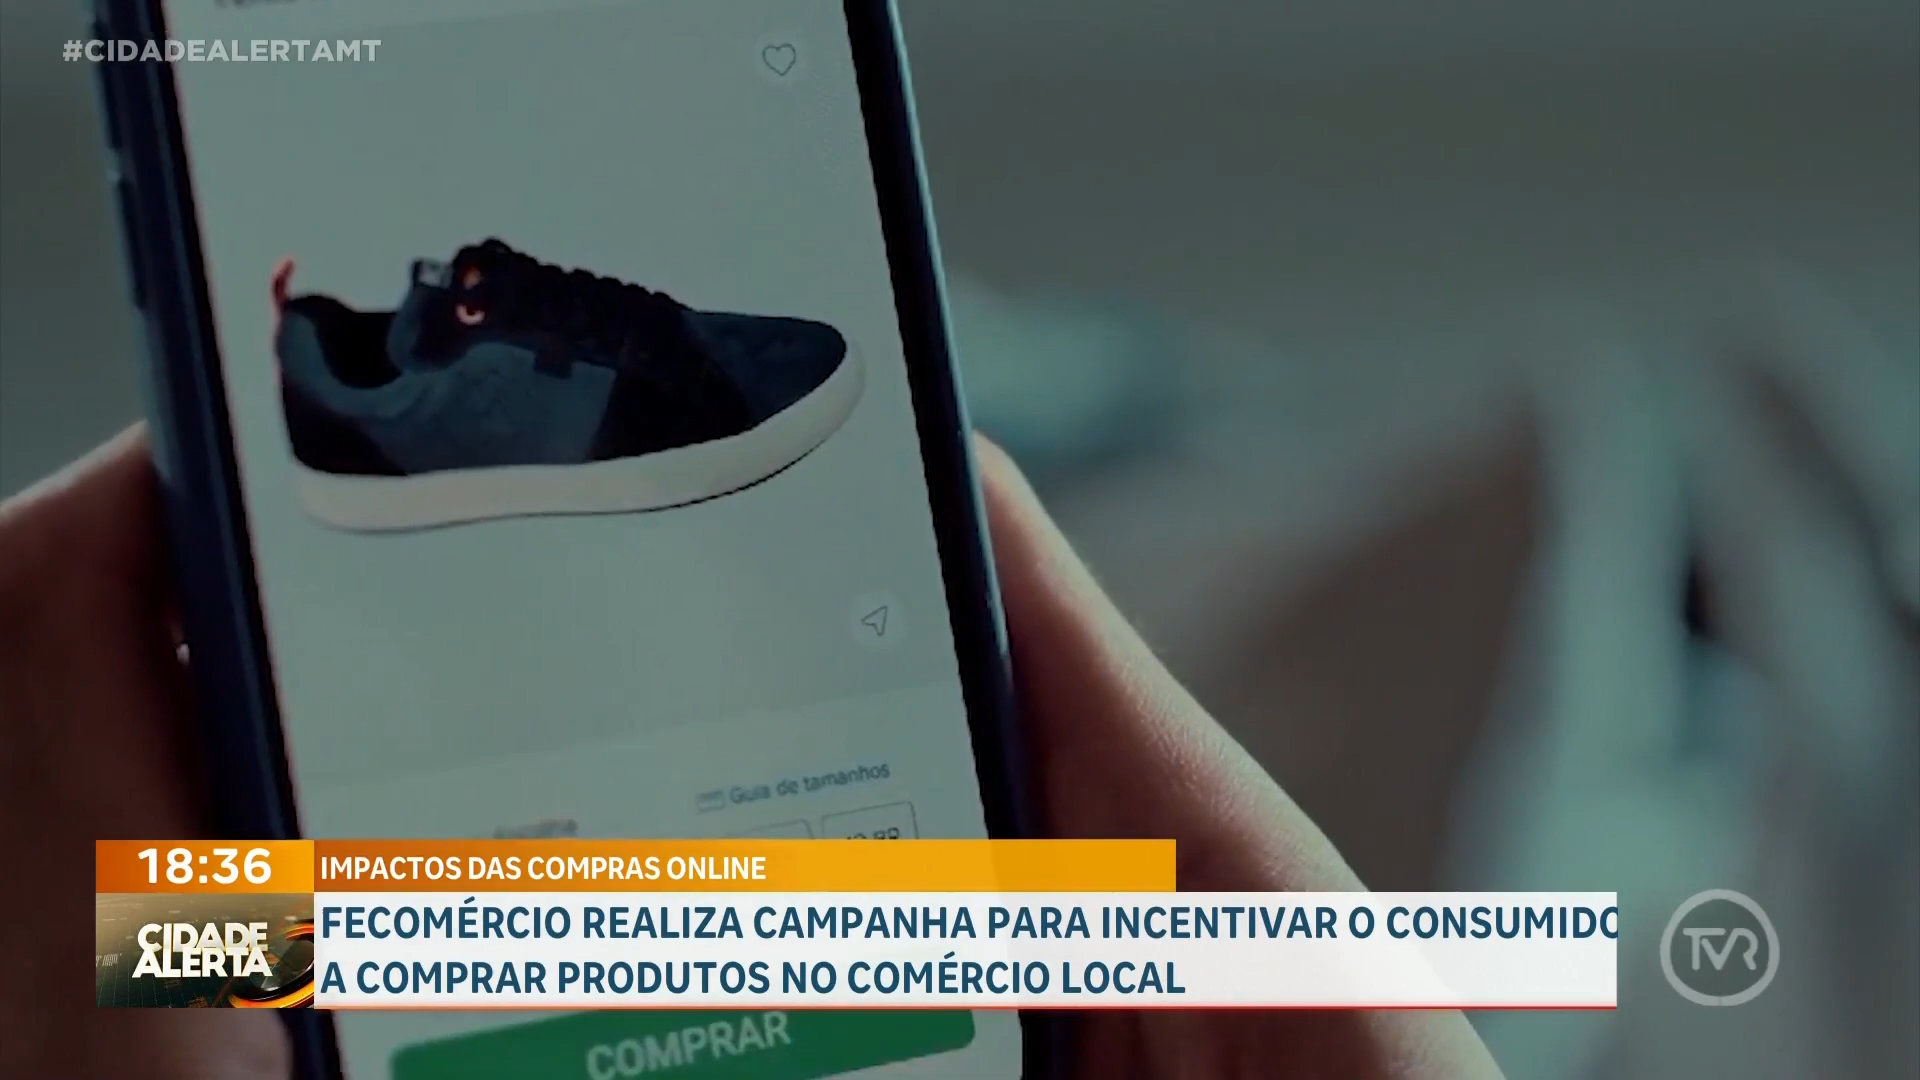 #CIDADEALERTAMT
Guia de tamanhos
18:36
IMPACTOS DAS COMPRAS ONLINE
CIDADE
ALERTA
FECOMÉRCIO REALIZA CAMPANHA PARA INCENTIVAR O CONSUMIDO
A COMPRAR PRODUTOS NO COMÉRCIO LOCAL
TVR
COMPRAR